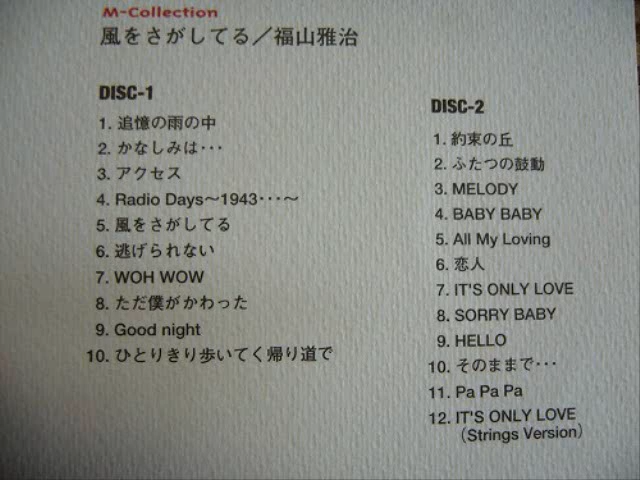 M-Collection
風をさがしてる／福山雅治
DISC-1
1. 追憶の雨の中
2. かなしみは･･･
3. アクセス
4. Radio Days〜1943･･･〜
5. 風をさがしてる
6. 逃げられない
7. WOH WOW
8. ただ僕がかわった
9. Good night
10. ひとりきり歩いてく帰り道で
DISC-2
1. 約束の丘
2. ふたつの鼓動
3. MELODY
4. BABY BABY
5. All My Loving
6. 恋人
7. IT'S ONLY LOVE
8. SORRY BABY
9. HELLO
10. そのままで･･･
11. Pa Pa Pa
12. IT'S ONLY LOVE
（Strings Version）